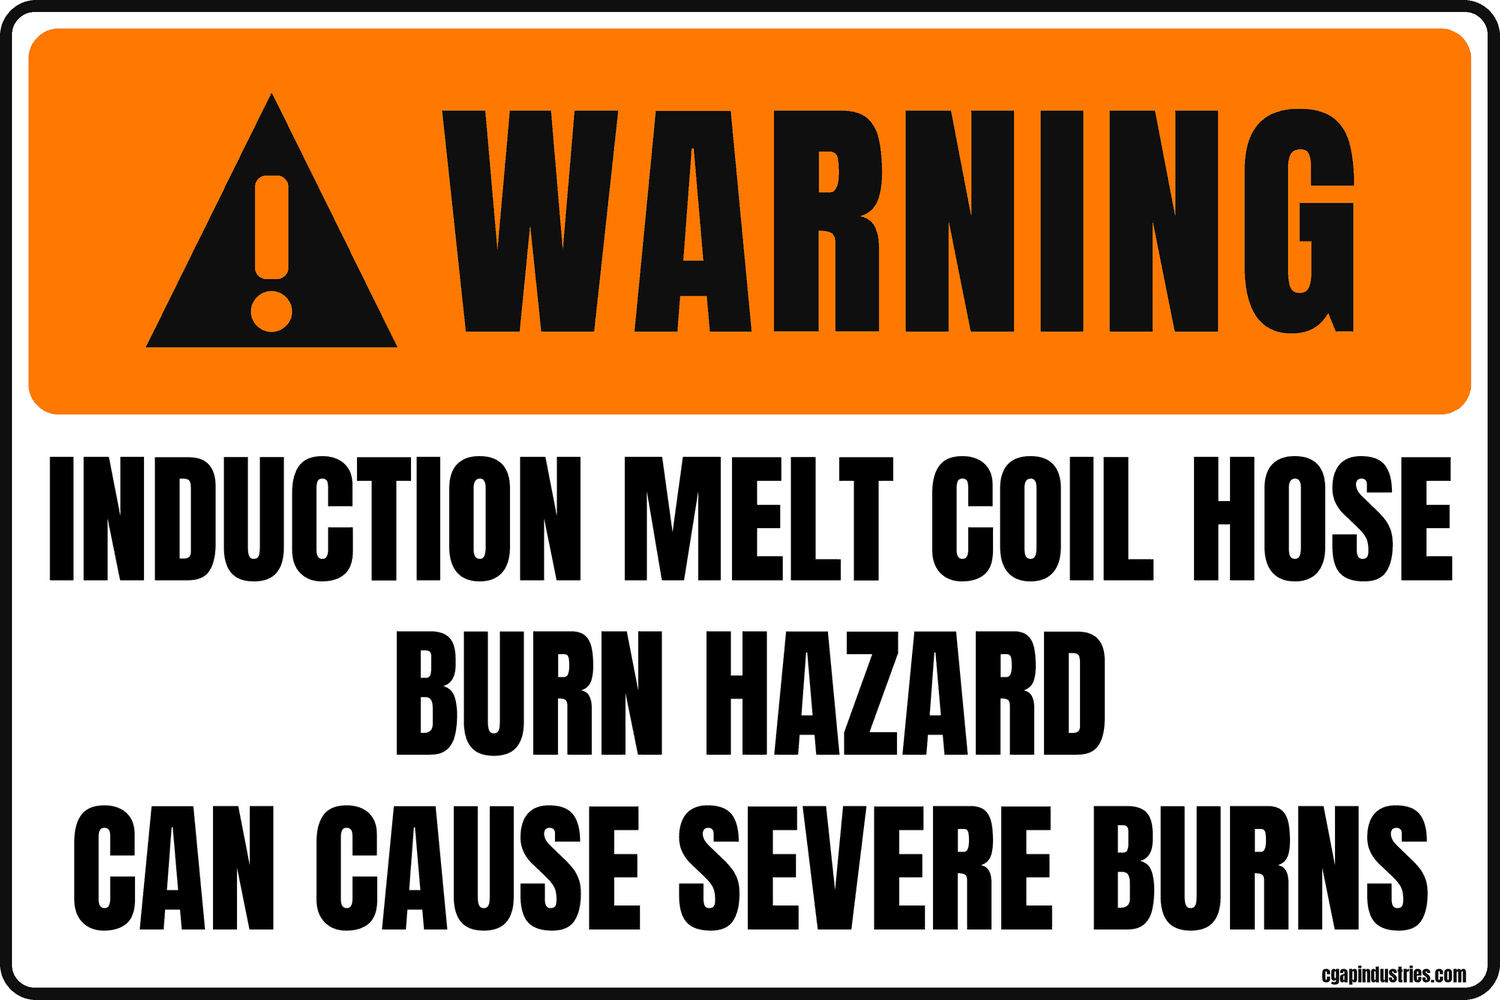 WARNING
INDUCTION MELT COIL HOSE
BURN HAZARD
CAN CAUSE SEVERE BURNS
cgapindustries.com